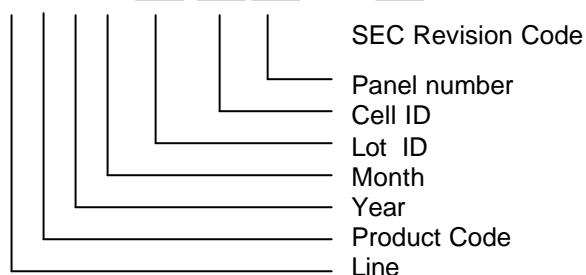 SEC Revision Code
Panel number
Cell ID
Lot ID
Month
Year
Product Code
Line